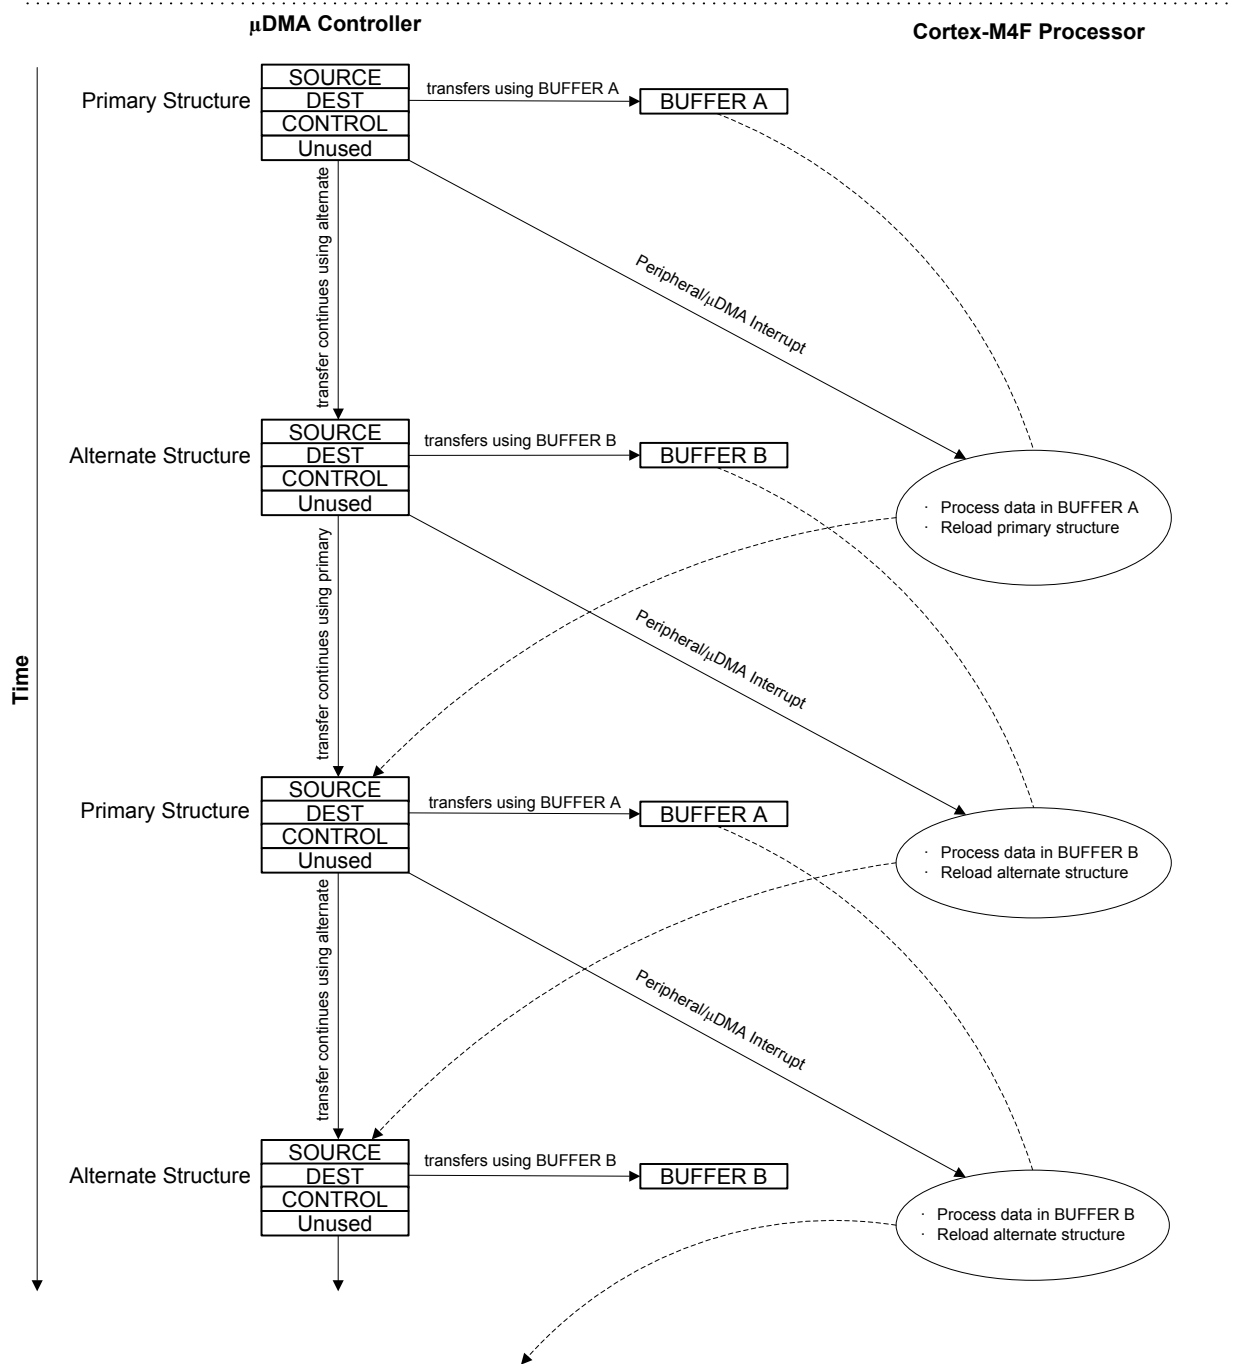 µDMA Controller
Cortex-M4F Processor
SOURCE
transfers using BUFFER A
Primary Structure
DEST
BUFFER A
CONTROL
Unused
transfer continues using alternate
Peripheral/µDMA Interrupt
SOURCE
transfers using BUFFER B
Alternate Structure
DEST
BUFFER B
CONTROL
Unused
· Process data in BUFFER A
· Reload primary structure
transfer continues using primary
Peripheral/µDMA Interrupt
Time
SOURCE
transfers using BUFFER A
Primary Structure
DEST
BUFFER A
CONTROL
Unused
· Process data in BUFFER B
· Reload alternate structure
transfer continues using alternate
Peripheral/µDMA Interrupt
SOURCE
transfers using BUFFER B
Alternate Structure
DEST
BUFFER B
CONTROL
Unused
· Process data in BUFFER B
· Reload alternate structure